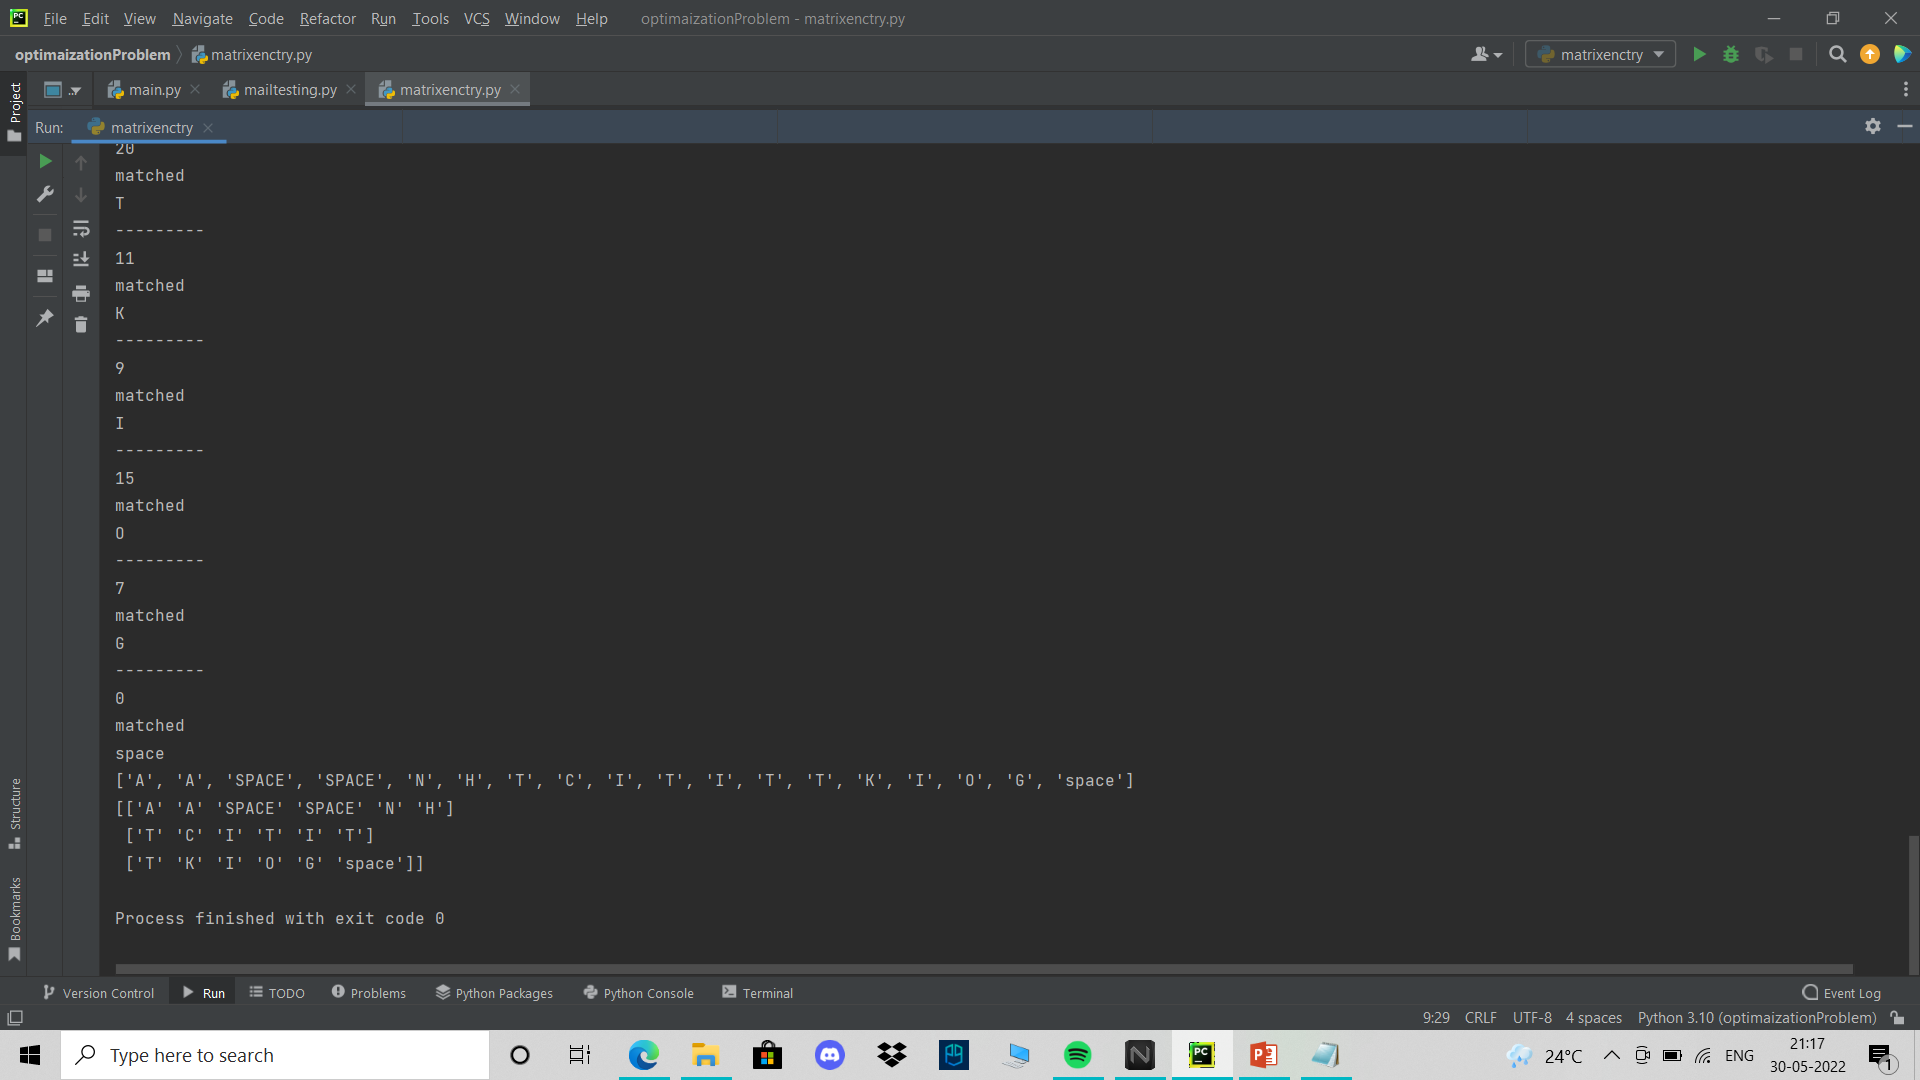 File Edit View Navigate Code Refactor Run Tools VCS Window Help optimaizationProblem - matrixenctry.py
optimaizationProblem matrixenctry.py matrixenctry
Project
main.py mailtesting.py matrixenctry.py
Run: matrixenctry
20
matched
T
---------
11
matched
K
---------
9
matched
I
---------
15
matched
O
---------
7
matched
G
---------
0
matched
space
['A', 'A', 'SPACE', 'SPACE', 'N', 'H', 'T', 'C', 'I', 'T', 'I', 'T', 'T', 'K', 'I', 'O', 'G', 'space']
[['A' 'A' 'SPACE' 'SPACE' 'N' 'H']
['T' 'C' 'I' 'T' 'I' 'T']
['T' 'K' 'I' 'O' 'G' 'space']]
Process finished with exit code 0
Structure
Bookmarks
Version Control Run TODO Problems Python Packages Python Console Terminal Event Log
9:29 CRLF UTF-8 4 spaces Python 3.10 (optimaizationProblem)
Type here to search 24°C ENG 21:17
30-05-2022
1